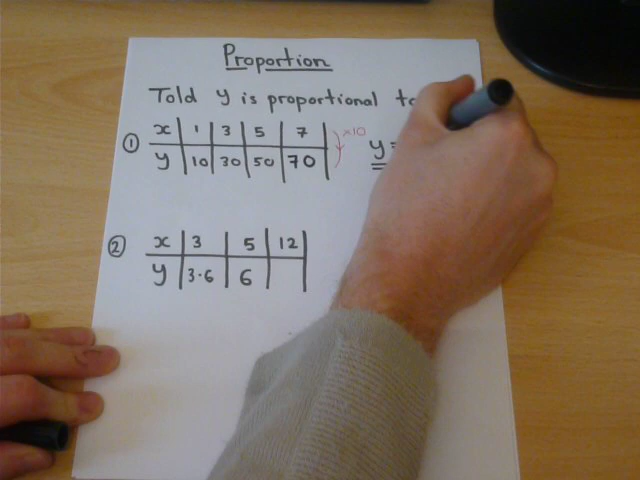 Proportion
Told y is proportional to
① x 1 3 5 7 ×10 y =
y 10 30 50 70
② x 3 5 12
y 3·6 6